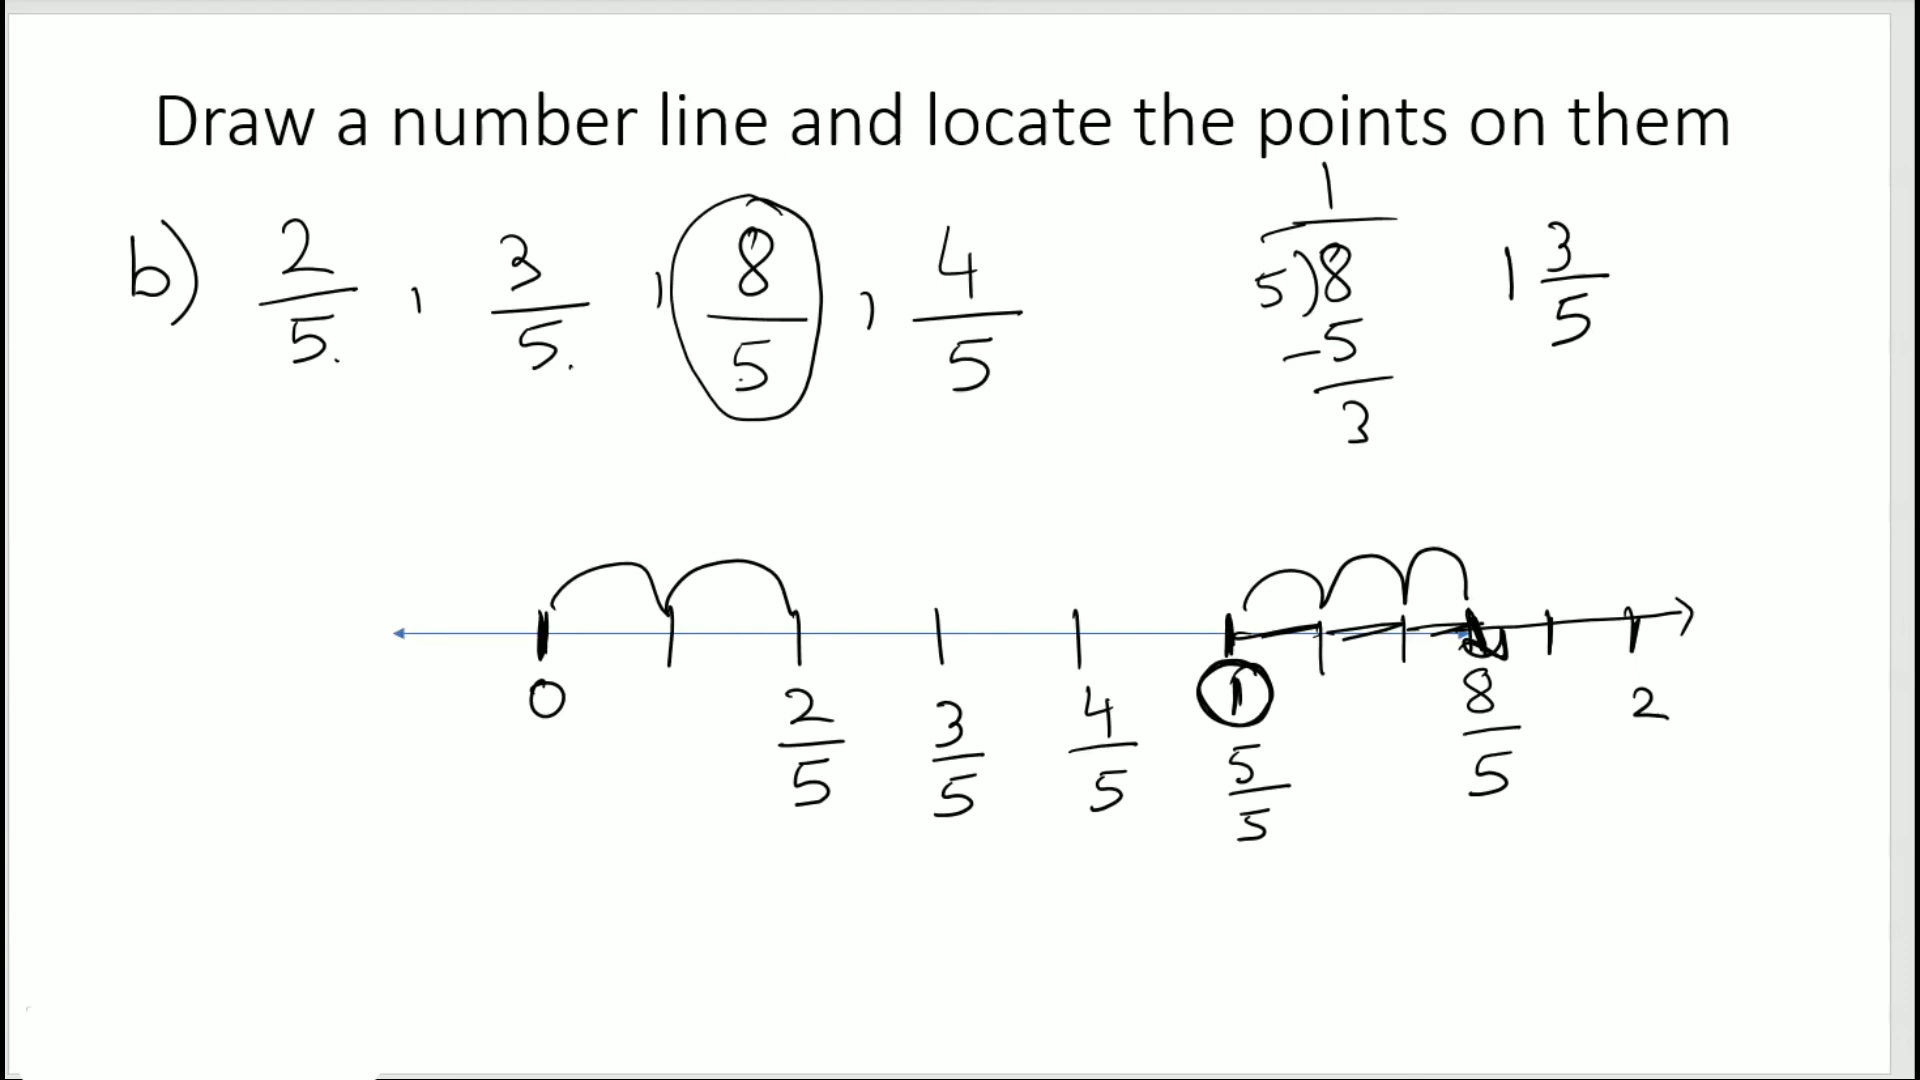 Draw a number line and locate the points on them
b) 2/5 , 3/5 , 8/5 , 4/5
1
5)8
-5
3
1 3/5
0 2/5 3/5 4/5 1 8/5 2
5/5